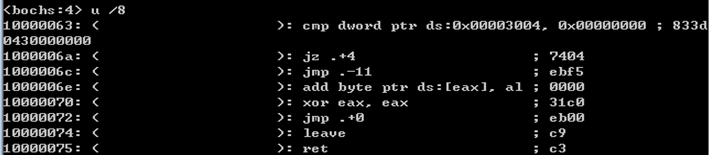 <bochs:4> u /8
10000063: (                    ): cmp dword ptr ds:0x00003004, 0x00000000 ; 833d
0430000000
1000006a: (                    ): jz .+4                    ; 7404
1000006c: (                    ): jmp .-11                  ; ebf5
1000006e: (                    ): add byte ptr ds:[eax], al ; 0000
10000070: (                    ): xor eax, eax              ; 31c0
10000072: (                    ): jmp .+0                   ; eb00
10000074: (                    ): leave                     ; c9
10000075: (                    ): ret                       ; c3